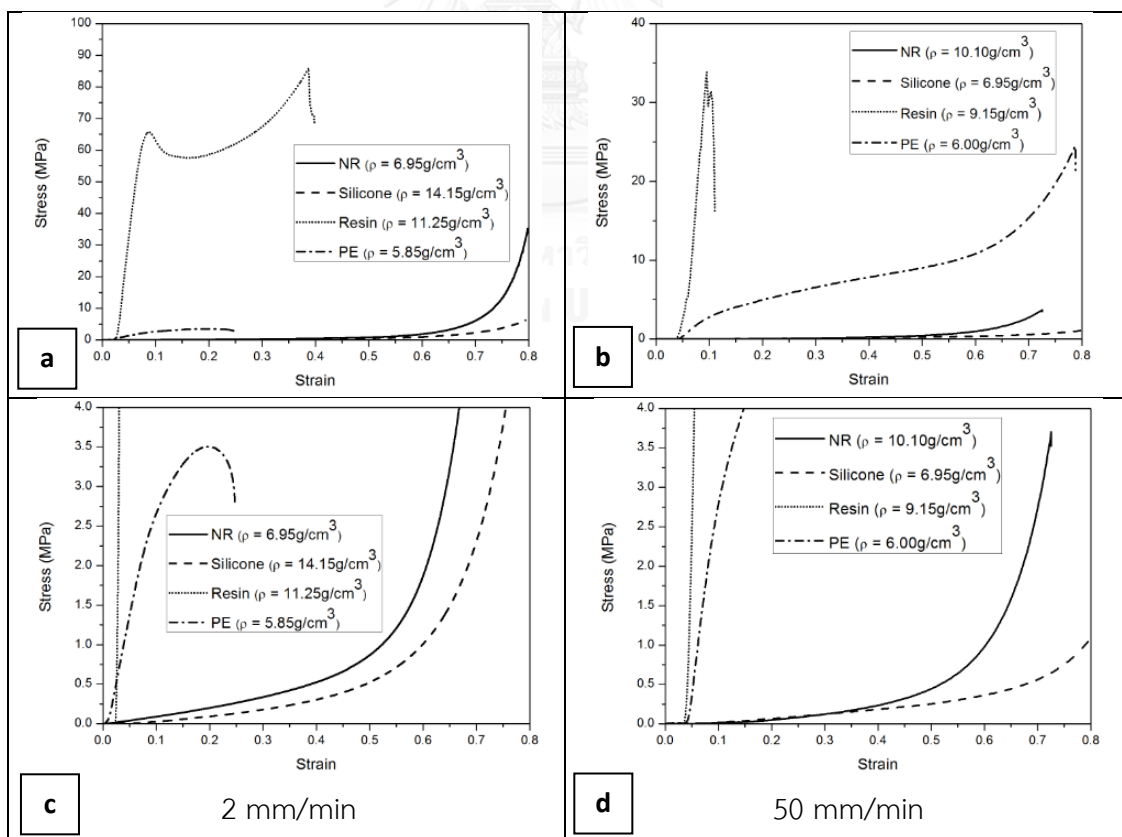 100
90
80
70
60
50
40
30
20
10
0
Stress (MPa)
NR (ρ = 6.95g/cm³)
Silicone (ρ = 14.15g/cm³)
Resin (ρ = 11.25g/cm³)
PE (ρ = 5.85g/cm³)
0.0 0.1 0.2 0.3 0.4 0.5 0.6 0.7 0.8
Strain
a
40
30
20
10
0
Stress (MPa)
NR (ρ = 10.10g/cm³)
Silicone (ρ = 6.95g/cm³)
Resin (ρ = 9.15g/cm³)
PE (ρ = 6.00g/cm³)
0.0 0.1 0.2 0.3 0.4 0.5 0.6 0.7 0.8
Strain
b
4.0
3.5
3.0
2.5
2.0
1.5
1.0
0.5
0.0
Stress (MPa)
NR (ρ = 6.95g/cm³)
Silicone (ρ = 14.15g/cm³)
Resin (ρ = 11.25g/cm³)
PE (ρ = 5.85g/cm³)
0.0 0.1 0.2 0.3 0.4 0.5 0.6 0.7 0.8
Strain
c
2 mm/min
4.0
3.5
3.0
2.5
2.0
1.5
1.0
0.5
0.0
Stress (MPa)
NR (ρ = 10.10g/cm³)
Silicone (ρ = 6.95g/cm³)
Resin (ρ = 9.15g/cm³)
PE (ρ = 6.00g/cm³)
0.0 0.1 0.2 0.3 0.4 0.5 0.6 0.7 0.8
Strain
d
50 mm/min